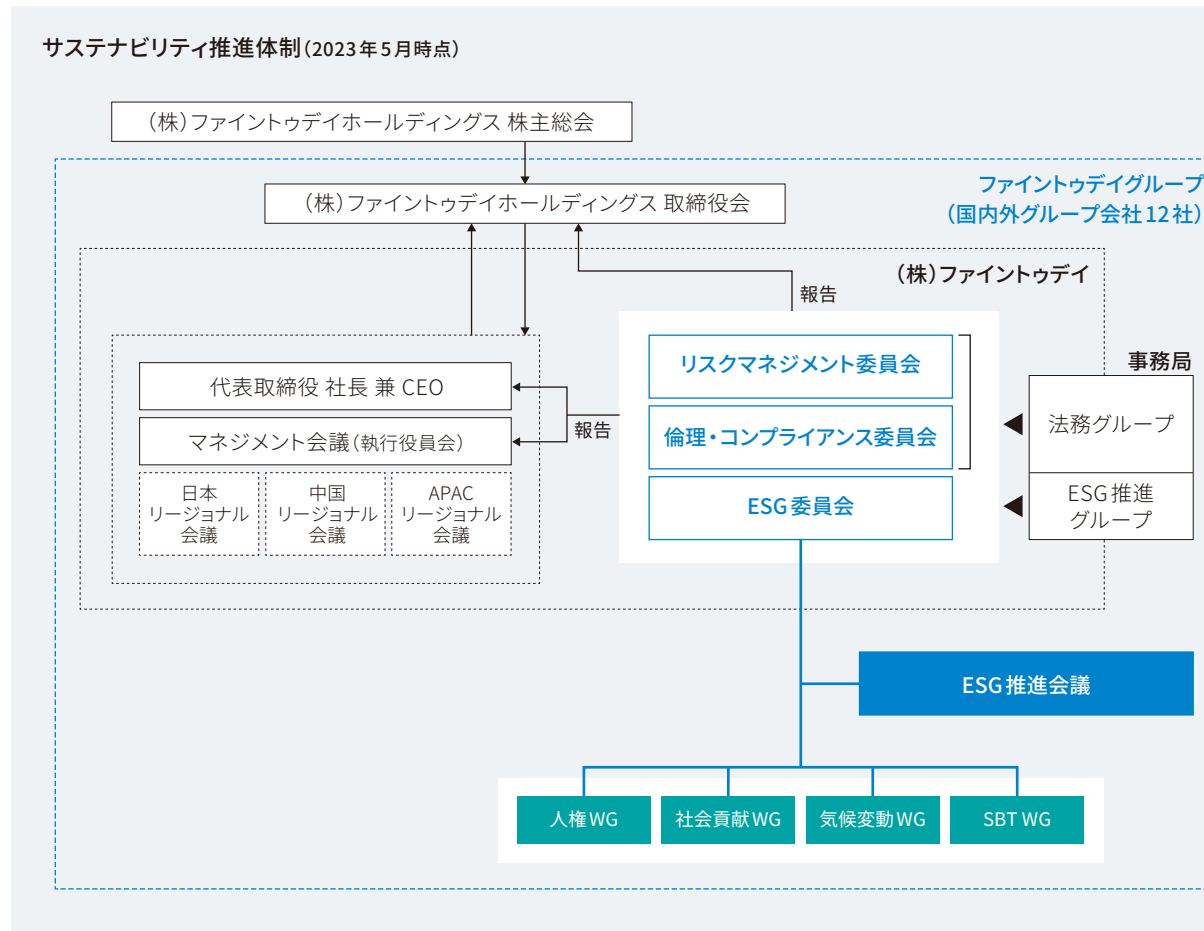 サステナビリティ推進体制(2023年5月時点)
(株)ファイントゥデイホールディングス 株主総会
(株)ファイントゥデイホールディングス 取締役会
ファイントゥデイグループ
(国内外グループ会社12社)
(株)ファイントゥデイ
報告
リスクマネジメント委員会
倫理・コンプライアンス委員会
ESG委員会
事務局
法務グループ
ESG推進
グループ
代表取締役 社長 兼 CEO
マネジメント会議(執行役員会)
報告
日本
リージョナル
会議
中国
リージョナル
会議
APAC
リージョナル
会議
ESG推進会議
人権WG
社会貢献WG
気候変動WG
SBT WG